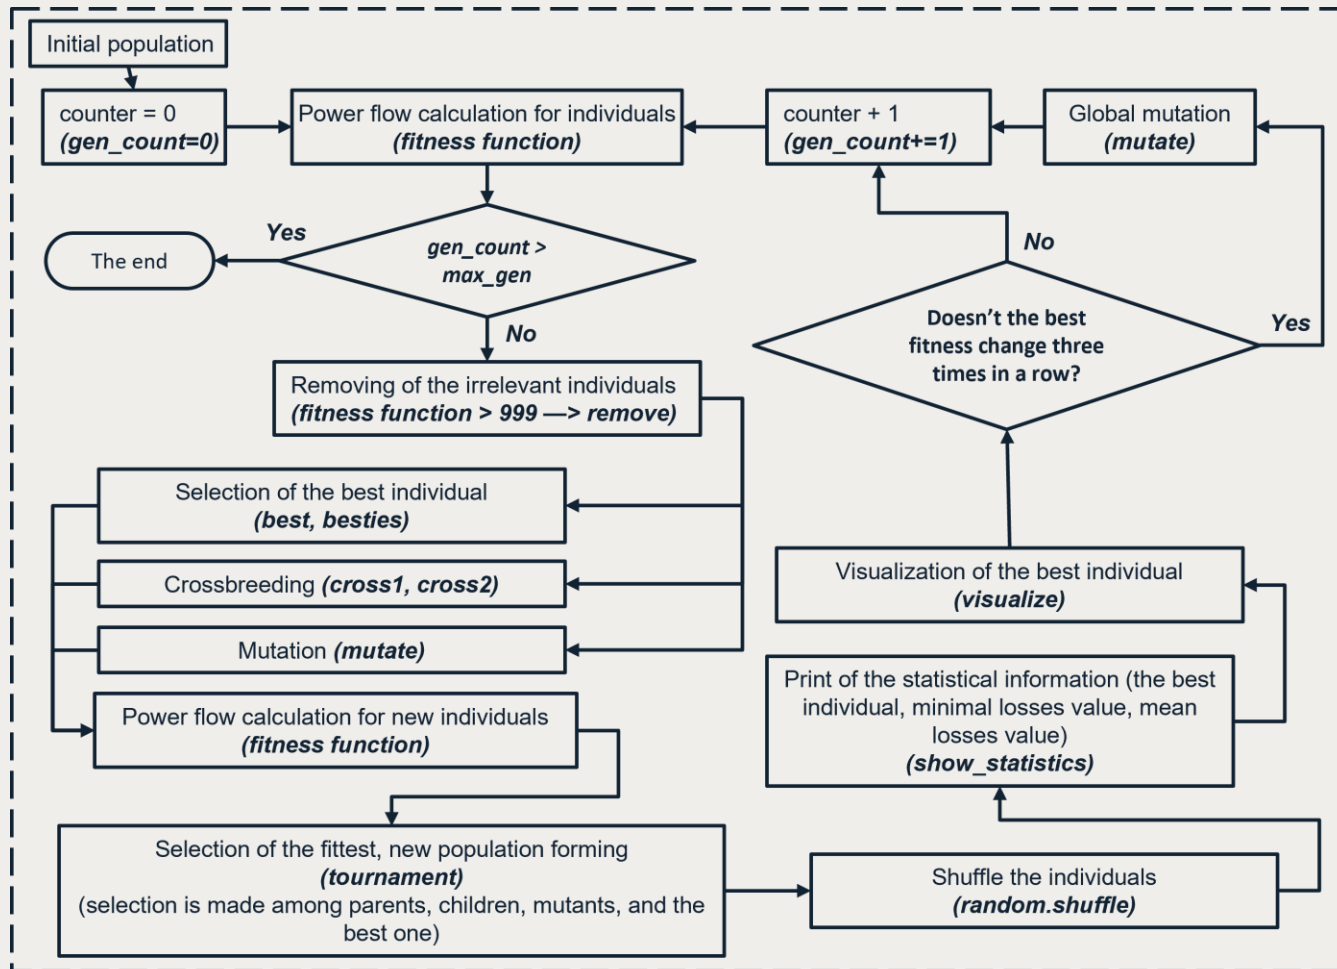 Initial population
counter = 0
(gen_count=0)
Power flow calculation for individuals
(fitness function)
counter + 1
(gen_count+=1)
Global mutation
(mutate)
Yes
The end
gen_count >
max_gen
No
No
Doesn't the best
fitness change three
times in a row?
Yes
Removing of the irrelevant individuals
(fitness function > 999 —> remove)
Selection of the best individual
(best, besties)
Crossbreeding (cross1, cross2)
Mutation (mutate)
Power flow calculation for new individuals
(fitness function)
Selection of the fittest, new population forming
(tournament)
(selection is made among parents, children, mutants, and the
best one)
Shuffle the individuals
(random.shuffle)
Print of the statistical information (the best
individual, minimal losses value, mean
losses value)
(show_statistics)
Visualization of the best individual
(visualize)